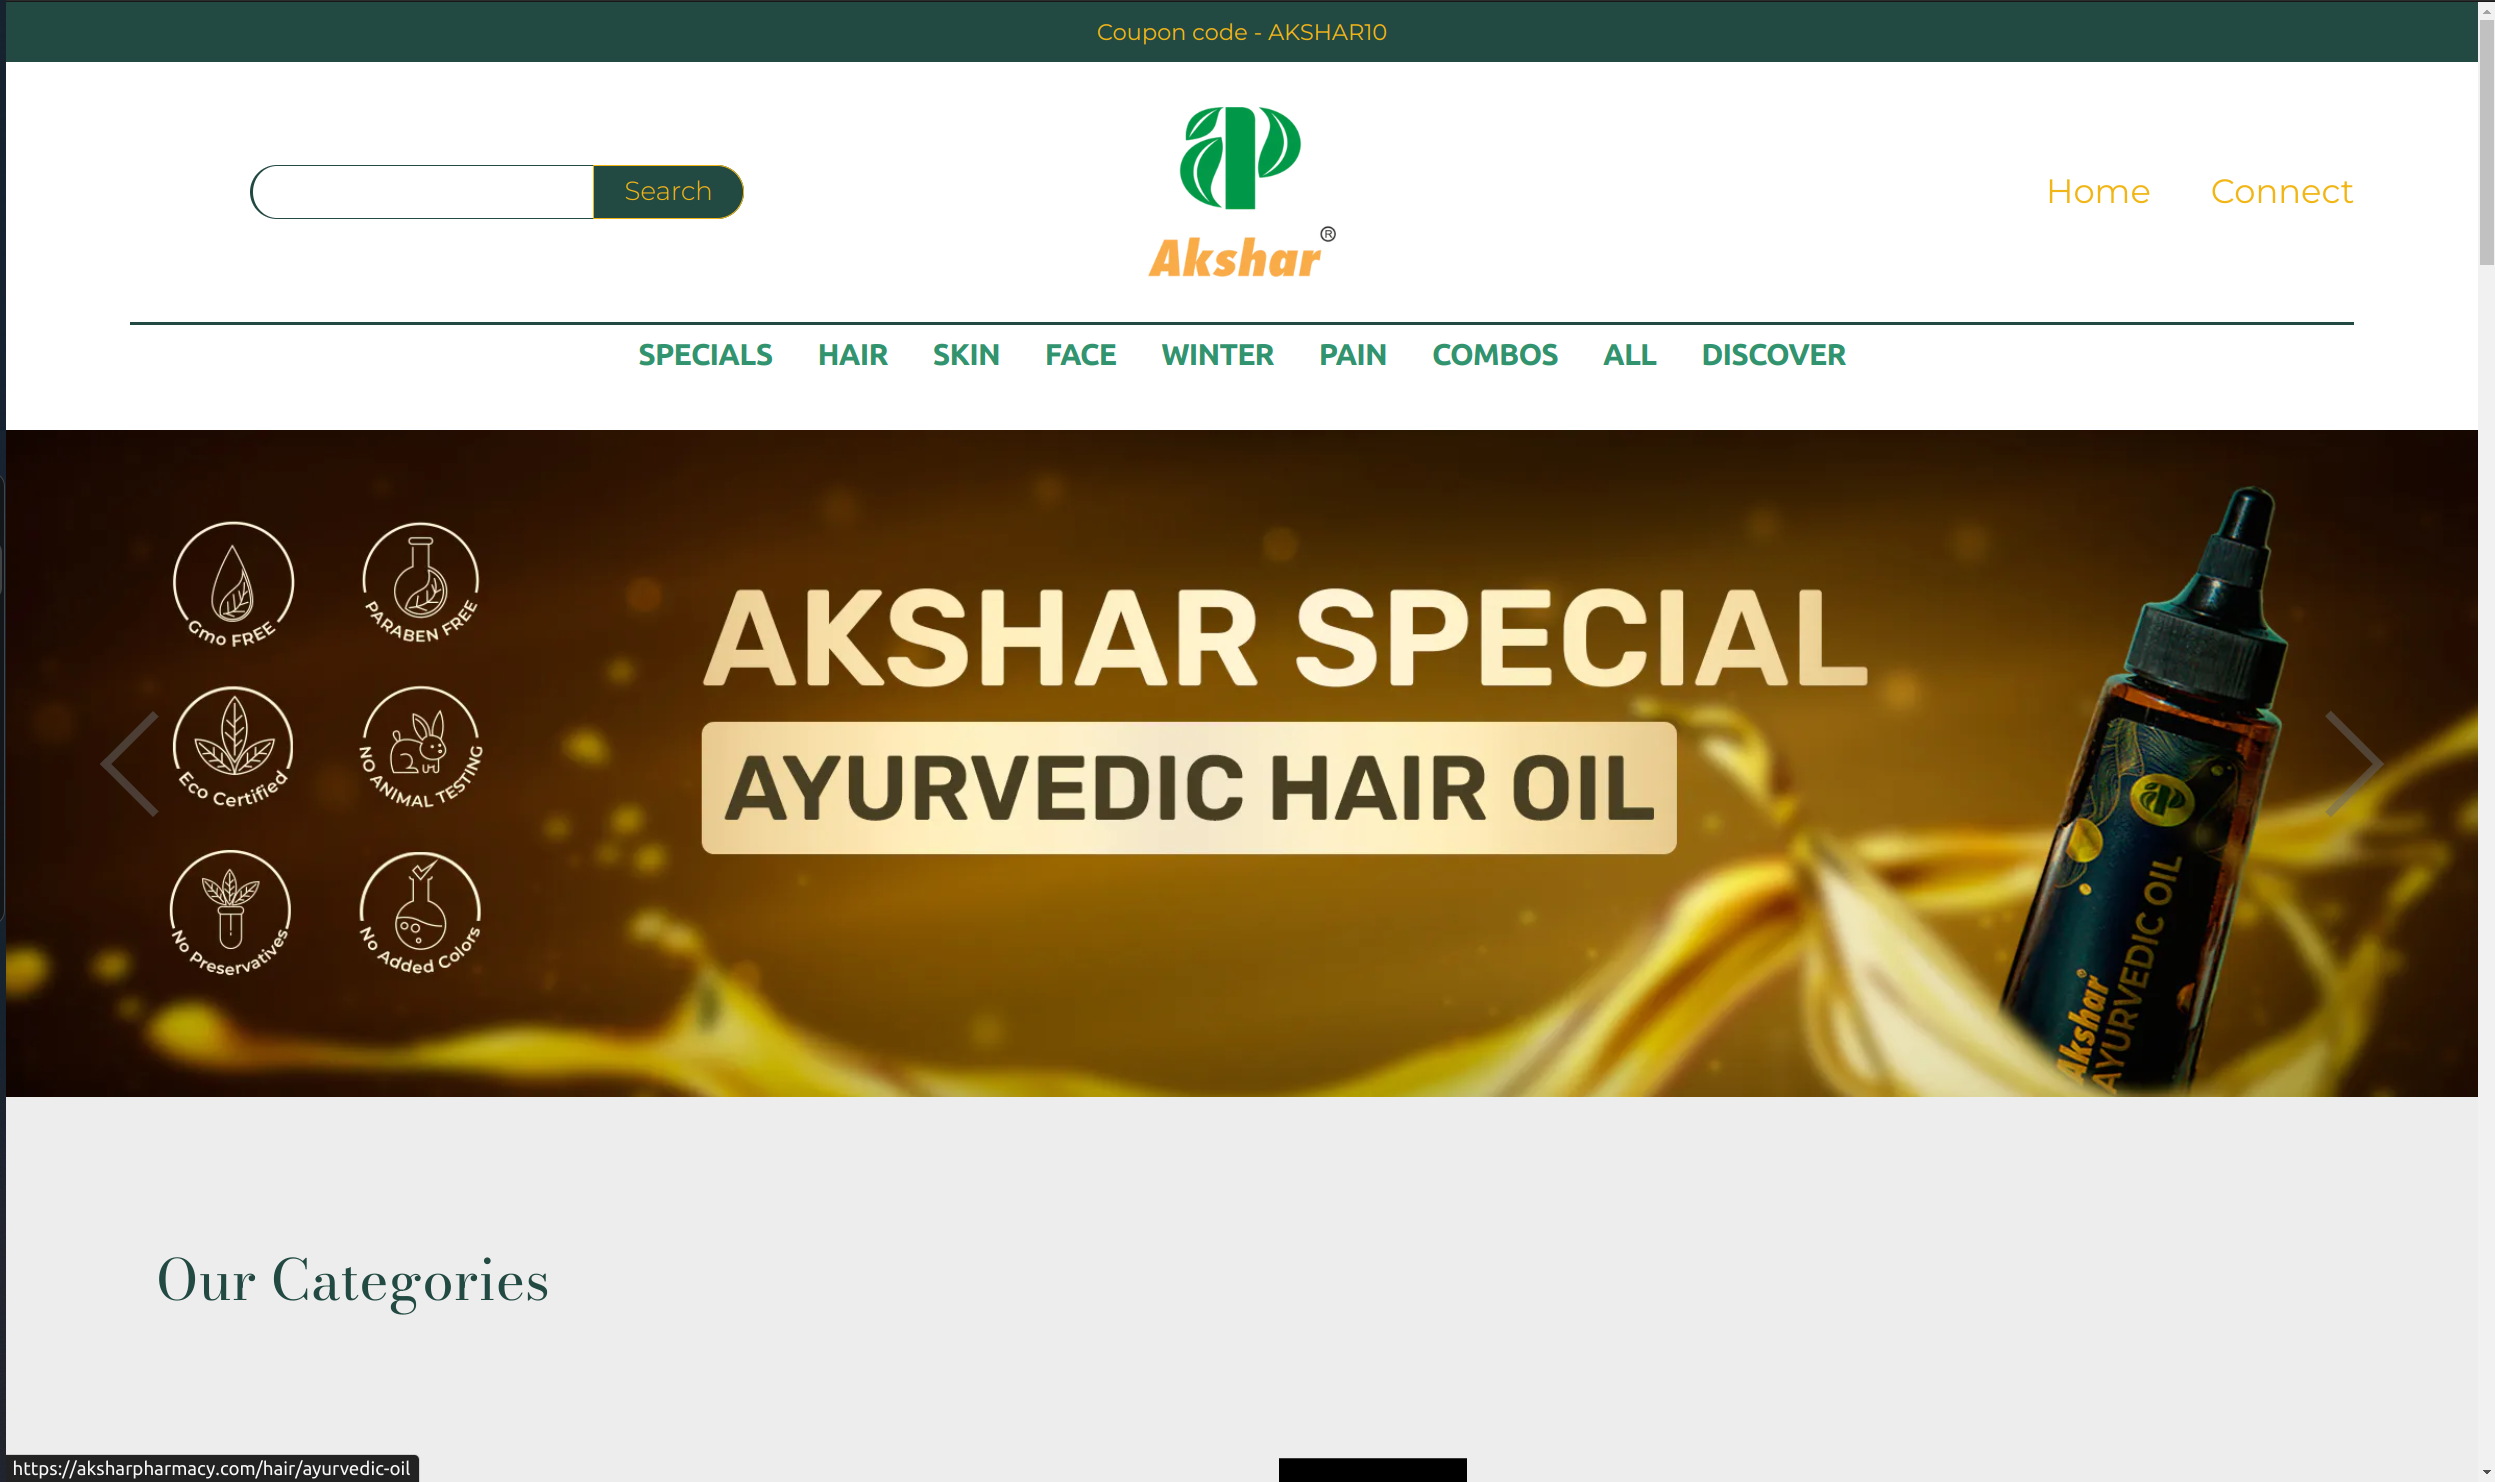 Coupon code - AKSHAR10
Search
Akshar®
Home Connect
SPECIALS HAIR SKIN FACE WINTER PAIN COMBOS ALL DISCOVER
Gmo FREE
PARABEN FREE
Eco Certified
NO ANIMAL TESTING
No Preservatives
No Added Colors
AKSHAR SPECIAL
AYURVEDIC HAIR OIL
Akshar®
AYURVEDIC OIL
Our Categories
https://aksharpharmacy.com/hair/ayurvedic-oil